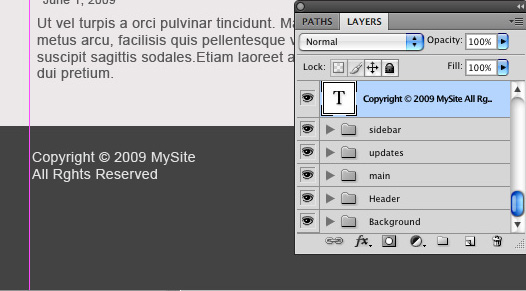 June 1, 2009
Ut vel turpis a orci pulvinar tincidunt.
metus arcu, facilisis quis pellentesque
suscipit sagittis sodales.Etiam laoreet
dui pretium.
Copyright © 2009 MySite
All Rghts Reserved
PATHS LAYERS
Normal Opacity: 100%
Lock: Fill: 100%
T Copyright © 2009 MySite All Rg...
sidebar
updates
main
Header
Background
fx